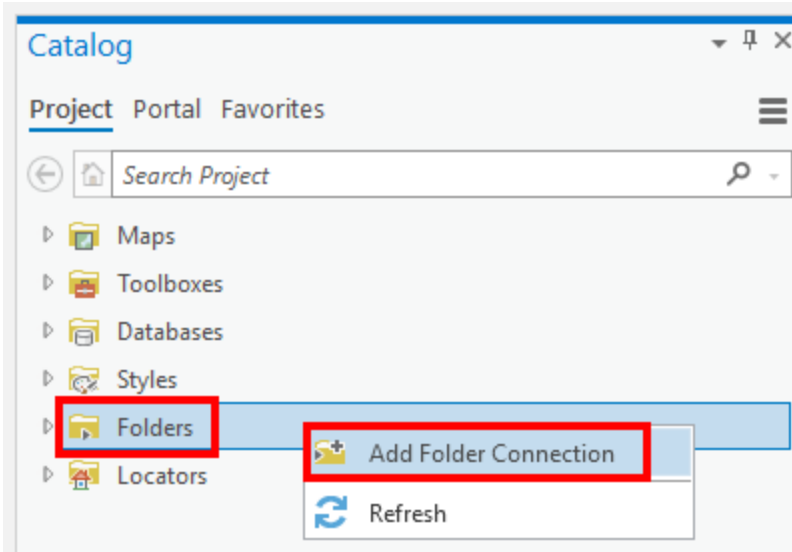 Catalog
Project Portal Favorites
Search Project
Maps
Toolboxes
Databases
Styles
Folders
Add Folder Connection
Locators
Refresh